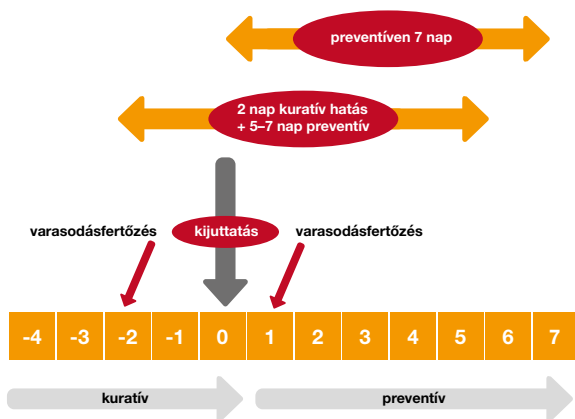 preventíven 7 nap
2 nap kuratív hatás
+ 5–7 nap preventív
varasodásfertőzés
kijuttatás
varasodásfertőzés
-4 -3 -2 -1 0 1 2 3 4 5 6 7
kuratív
preventív